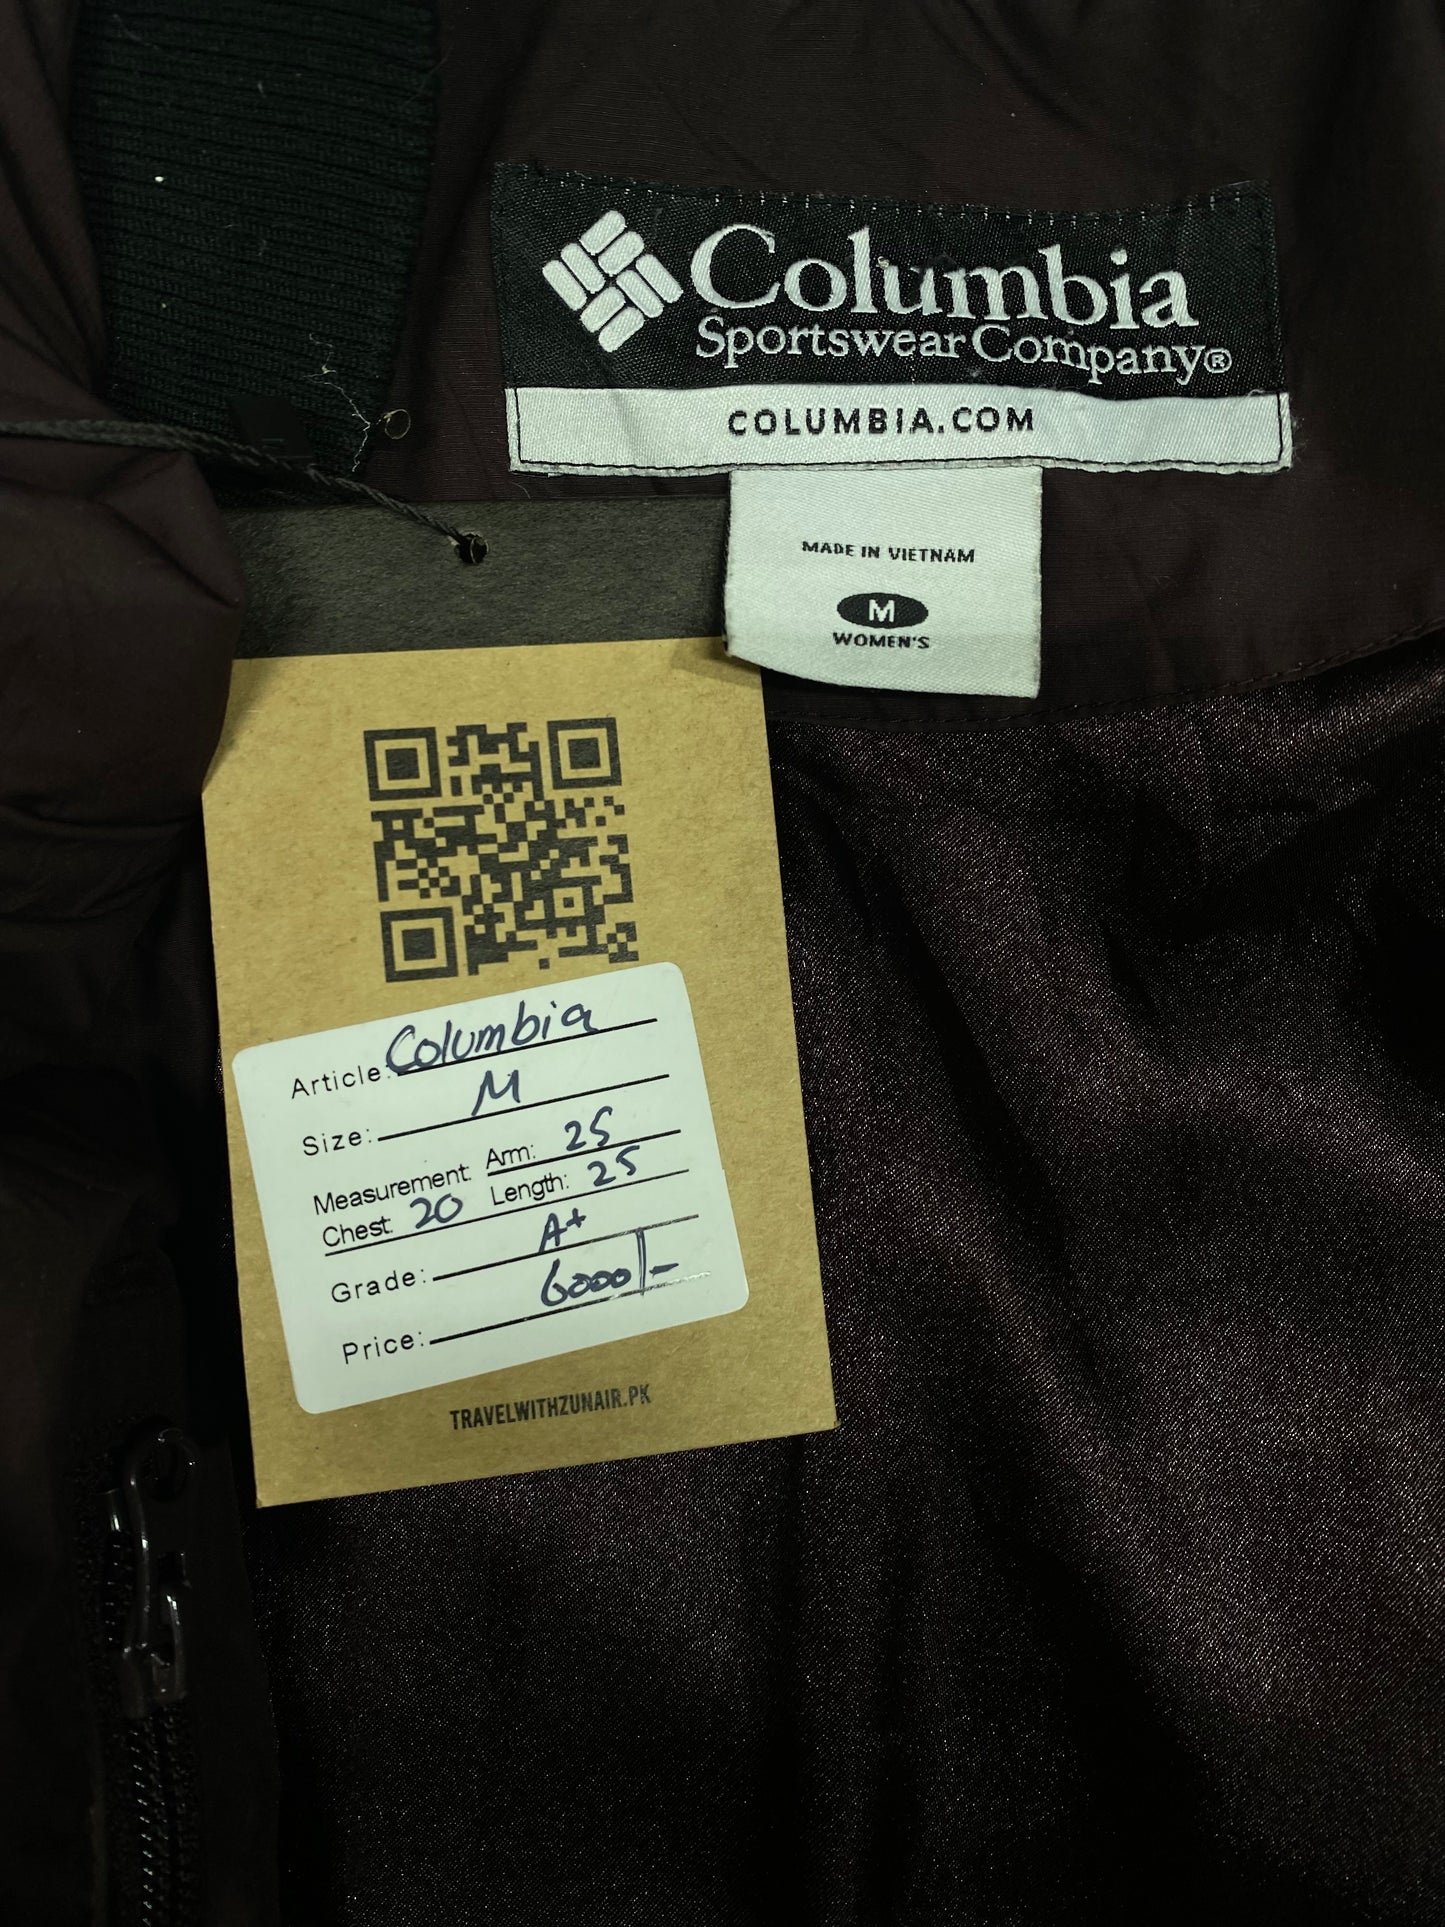 Columbia
Sportswear Company®
COLUMBIA.COM
MADE IN VIETNAM
M
WOMEN'S
Article: Columbia
Size: M
Measurement: Arm: 25
Chest: 20 Length: 25
Grade: A+
Price: 6000/-
TRAVELWITHZUNAIR.PK